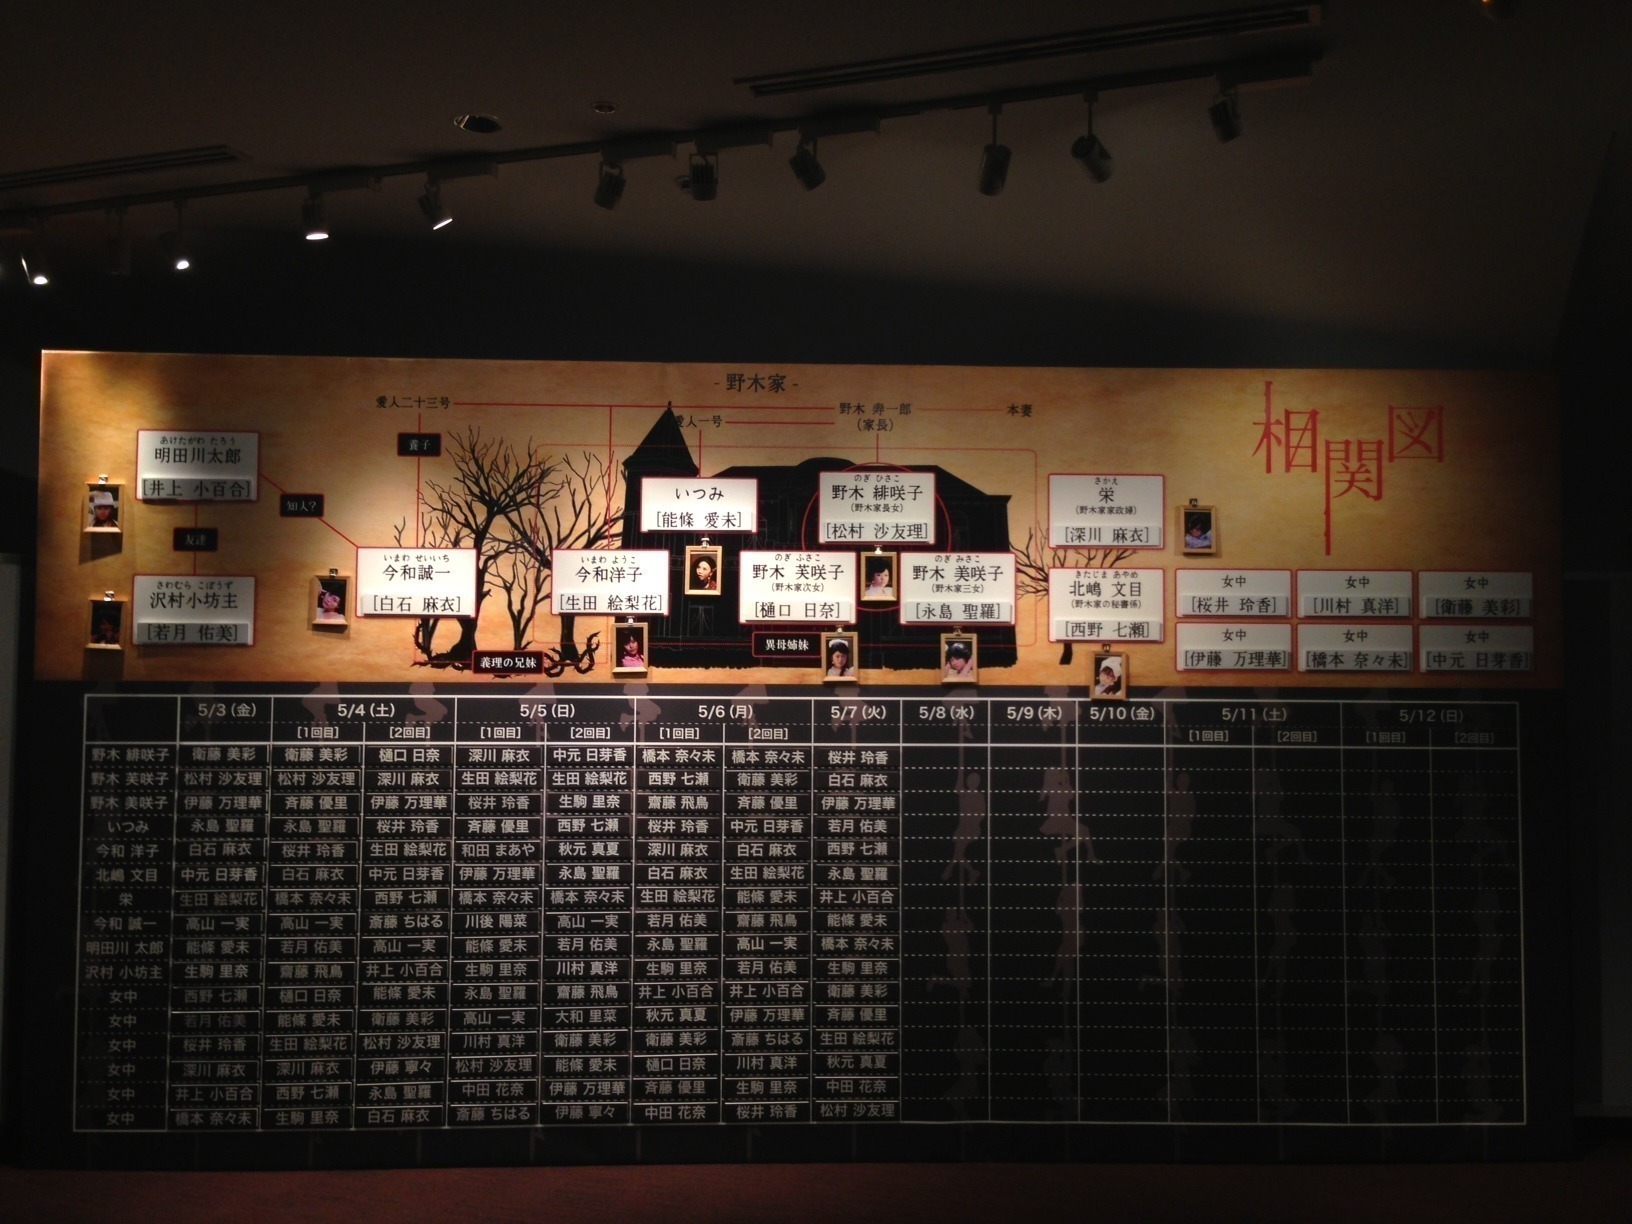 - 野木家 -
愛人二十三号
愛人一号
野木 寿一郎
(家長)
本妻
相関図
養子
あけたがわ たろう
明田川太郎
[井上 小百合]
知人?
友達
さわむら こぼうず
沢村小坊主
[若月 佑美]
いまわ せいいち
今和誠一
[白石 麻衣]
義理の兄妹
いまわ ようこ
今和洋子
[生田 絵梨花]
いつみ
[能條 愛未]
のぎ ひさこ
野木 緋咲子
(野木家長女)
[松村 沙友理]
のぎ ふさこ
野木 芙咲子
(野木家次女)
[樋口 日奈]
異母姉妹
のぎ みさこ
野木 美咲子
(野木家三女)
[永島 聖羅]
さかえ
栄
(野木家家政婦)
[深川 麻衣]
きたじま あやめ
北嶋 文目
(野木家の秘書係)
[西野 七瀬]
女中 女中 女中
[桜井 玲香] [川村 真洋] [衛藤 美彩]
女中 女中 女中
[伊藤 万理華] [橋本 奈々未] [中元 日芽香]
5/3 (金) 5/4 (土) 5/5 (日) 5/6 (月) 5/7 (火) 5/8 (水) 5/9 (木) 5/10 (金) 5/11 (土) 5/12 (日)
[1回目] [2回目] [1回目] [2回目] [1回目] [2回目] [1回目] [2回目] [1回目] [2回目]
野木 緋咲子 衛藤 美彩 衛藤 美彩 樋口 日奈 深川 麻衣 中元 日芽香 橋本 奈々未 橋本 奈々未 桜井 玲香
野木 芙咲子 松村 沙友理 松村 沙友理 深川 麻衣 生田 絵梨花 生田 絵梨花 西野 七瀬 衛藤 美彩 白石 麻衣
野木 美咲子 伊藤 万理華 斉藤 優里 伊藤 万理華 桜井 玲香 生駒 里奈 齋藤 飛鳥 斉藤 優里 伊藤 万理華
いつみ 永島 聖羅 永島 聖羅 桜井 玲香 斉藤 優里 西野 七瀬 桜井 玲香 中元 日芽香 若月 佑美
今和 洋子 白石 麻衣 桜井 玲香 生田 絵梨花 和田 まあや 秋元 真夏 深川 麻衣 白石 麻衣 西野 七瀬
北嶋 文目 中元 日芽香 白石 麻衣 中元 日芽香 伊藤 万理華 永島 聖羅 白石 麻衣 生田 絵梨花 永島 聖羅
栄 生田 絵梨花 橋本 奈々未 西野 七瀬 橋本 奈々未 橋本 奈々未 生田 絵梨花 能條 愛未 井上 小百合
今和 誠一 高山 一実 高山 一実 斎藤 ちはる 川後 陽菜 高山 一実 若月 佑美 齋藤 飛鳥 能條 愛未
明田川 太郎 能條 愛未 若月 佑美 高山 一実 能條 愛未 若月 佑美 永島 聖羅 高山 一実 橋本 奈々未
沢村 小坊主 生駒 里奈 齋藤 飛鳥 井上 小百合 生駒 里奈 川村 真洋 生駒 里奈 若月 佑美 生駒 里奈
女中 西野 七瀬 樋口 日奈 能條 愛未 永島 聖羅 齋藤 飛鳥 井上 小百合 井上 小百合 衛藤 美彩
女中 若月 佑美 能條 愛未 衛藤 美彩 高山 一実 大和 里菜 秋元 真夏 伊藤 万理華 斉藤 優里
女中 桜井 玲香 生田 絵梨花 松村 沙友理 川村 真洋 衛藤 美彩 衛藤 美彩 斎藤 ちはる 生田 絵梨花
女中 深川 麻衣 深川 麻衣 伊藤 寧々 松村 沙友理 能條 愛未 樋口 日奈 川村 真洋 秋元 真夏
女中 井上 小百合 西野 七瀬 永島 聖羅 中田 花奈 伊藤 万理華 斉藤 優里 生駒 里奈 中田 花奈
女中 橋本 奈々未 生駒 里奈 白石 麻衣 斎藤 ちはる 伊藤 寧々 中田 花奈 桜井 玲香 松村 沙友理